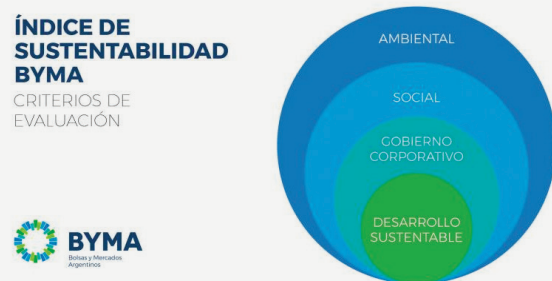 ÍNDICE DE
SUSTENTABILIDAD
BYMA
CRITERIOS DE
EVALUACIÓN
AMBIENTAL
SOCIAL
GOBIERNO
CORPORATIVO
DESARROLLO
SUSTENTABLE
BYMA
Bolsas y Mercados
Argentinos